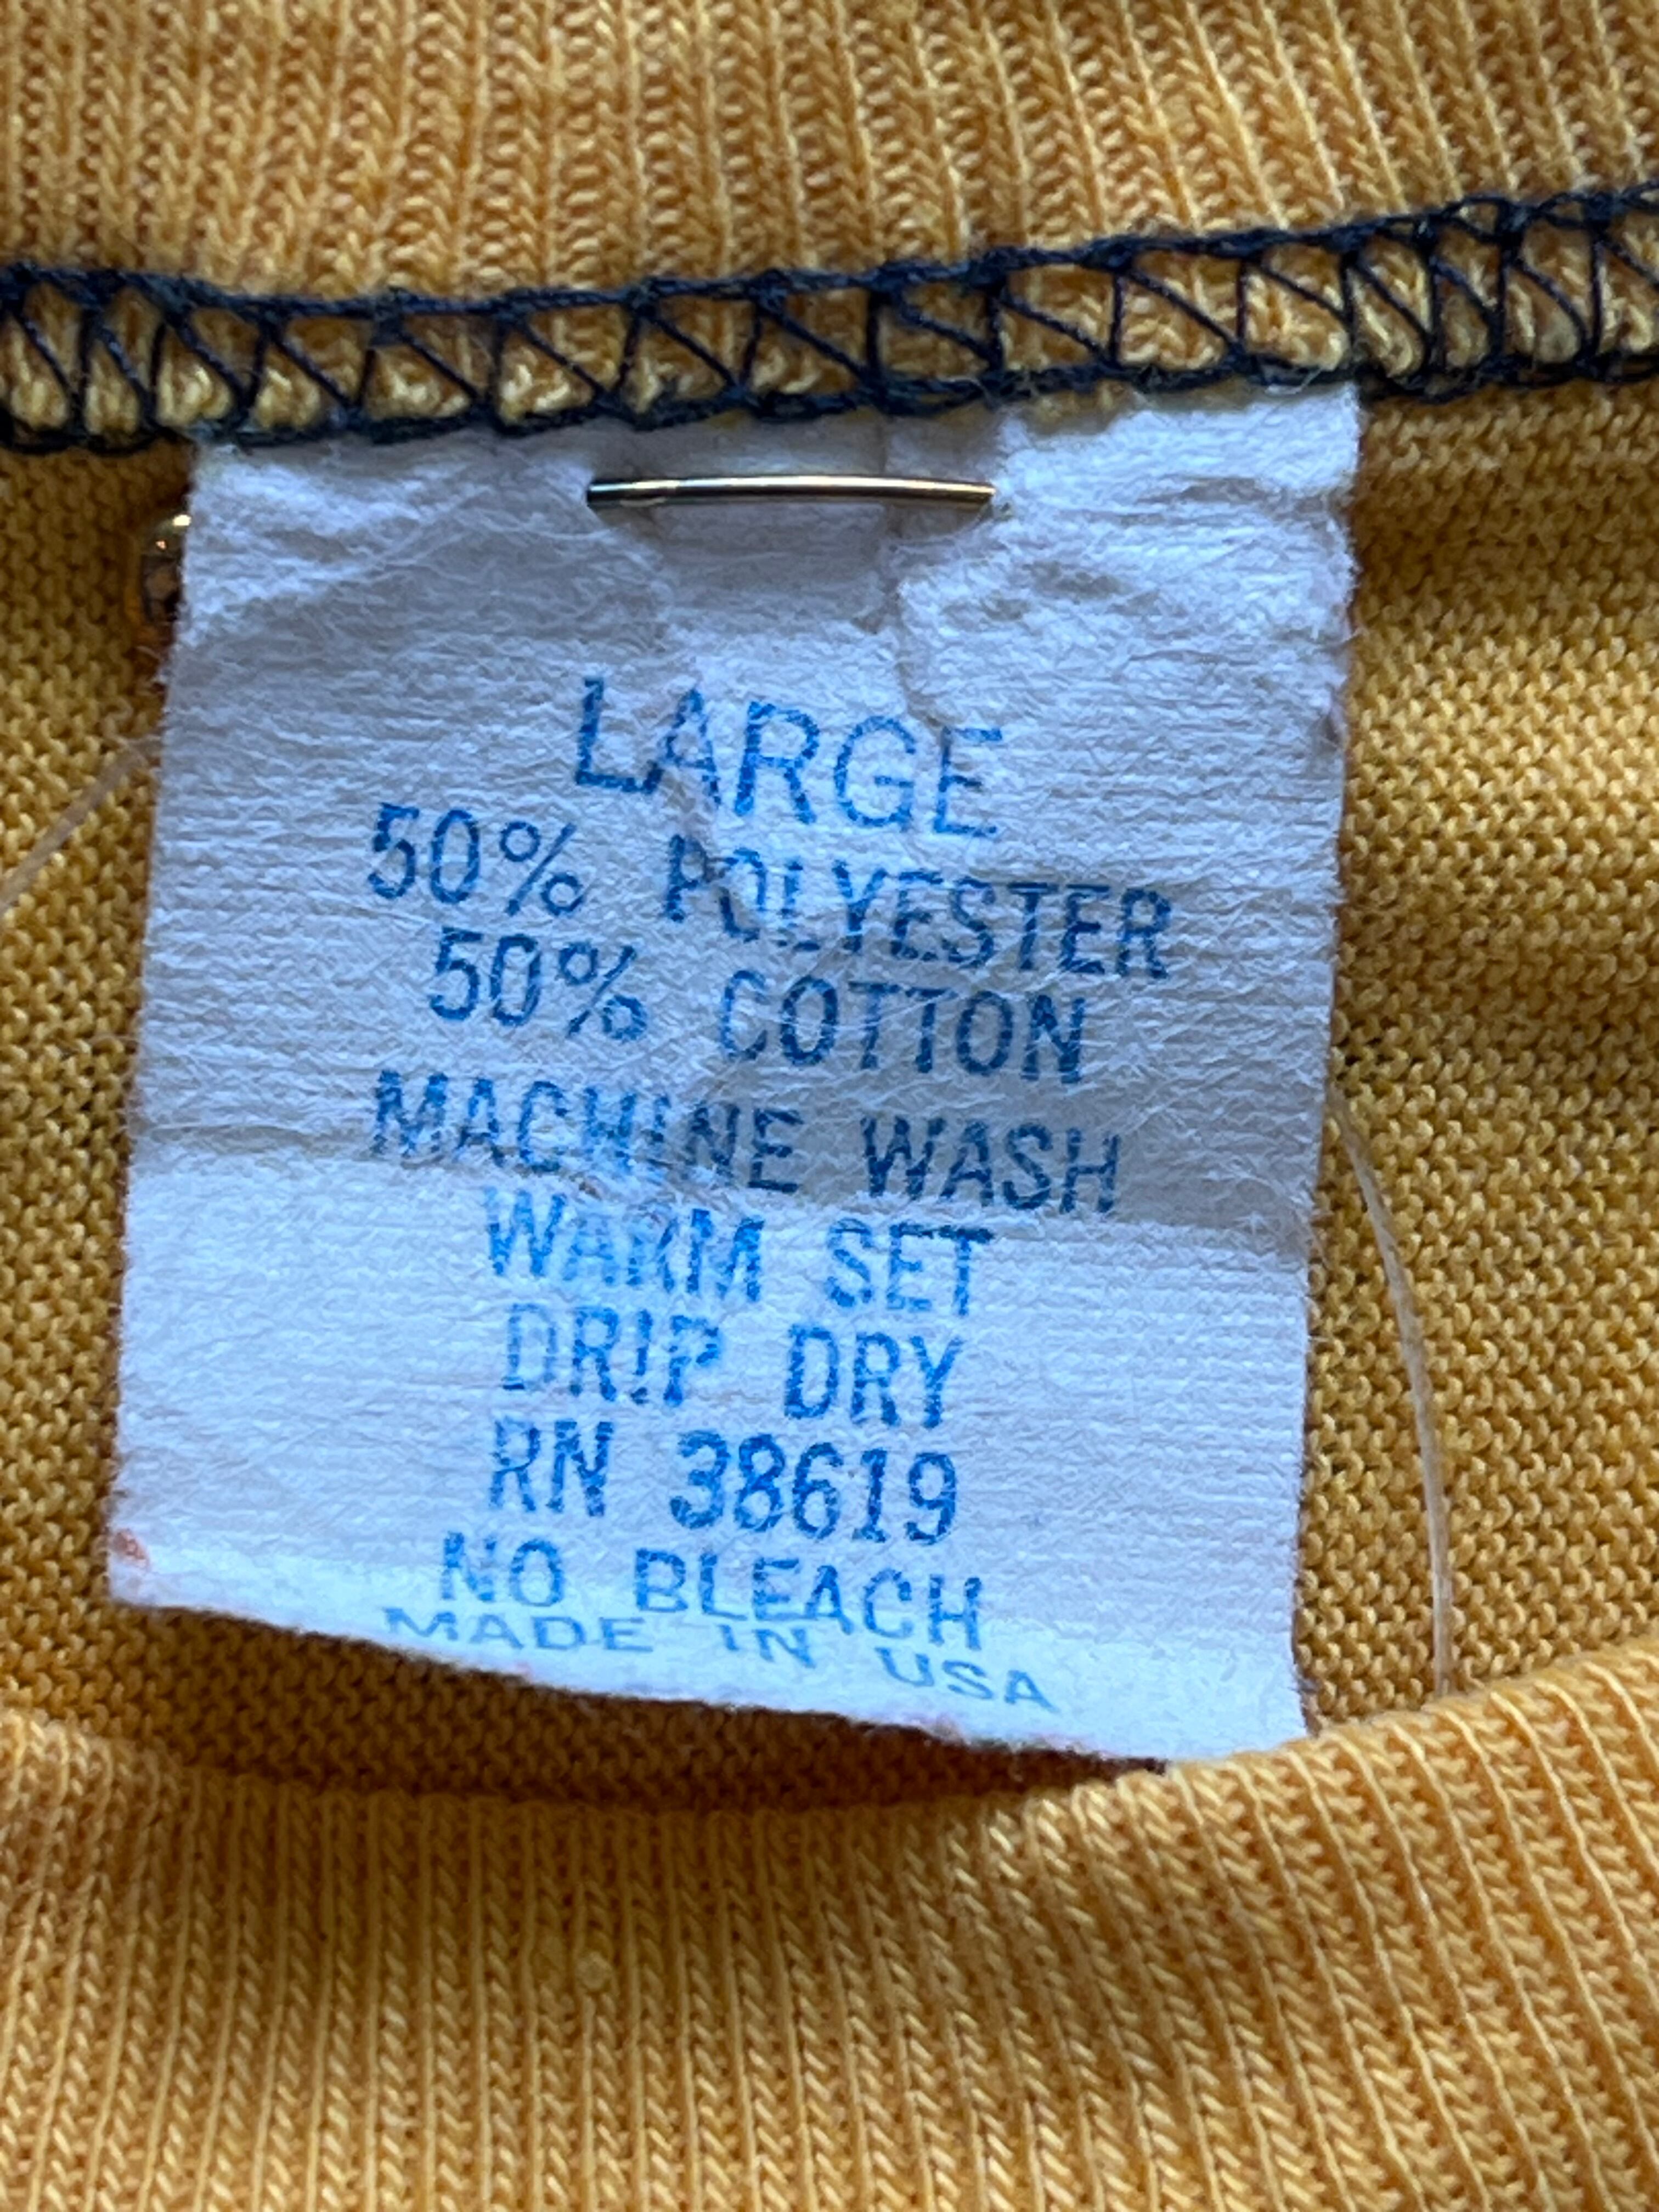 LARGE
50% POLYESTER
50% COTTON
MACHINE WASH
WARM SET
DRIP DRY
RN 38619
NO BLEACH
MADE IN USA